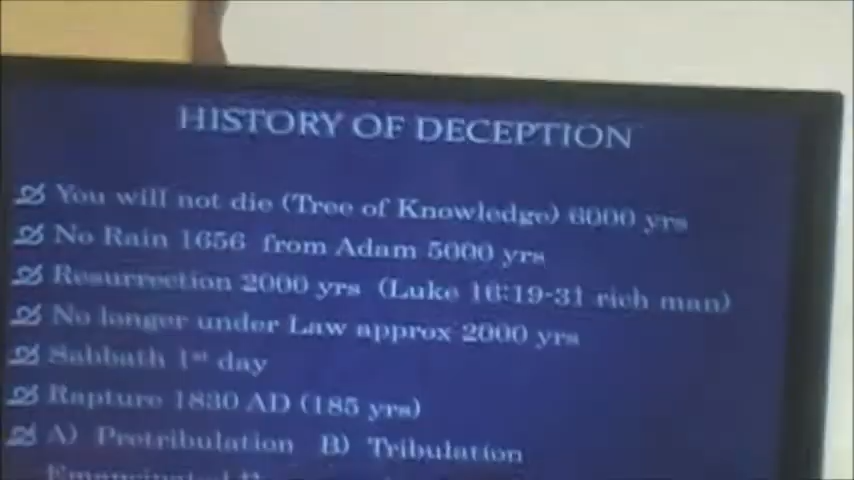 HISTORY OF DECEPTION
You will not die (Tree of Knowledge) 6000 yrs
No Rain 1656 from Adam 5000 yrs
Resurrection 2000 yrs (Luke 16:19-31 rich man)
No longer under Law approx 2000 yrs
Sabbath 1st day
Rapture 1830 AD (185 yrs)
A) Pretribulation B) Tribulation